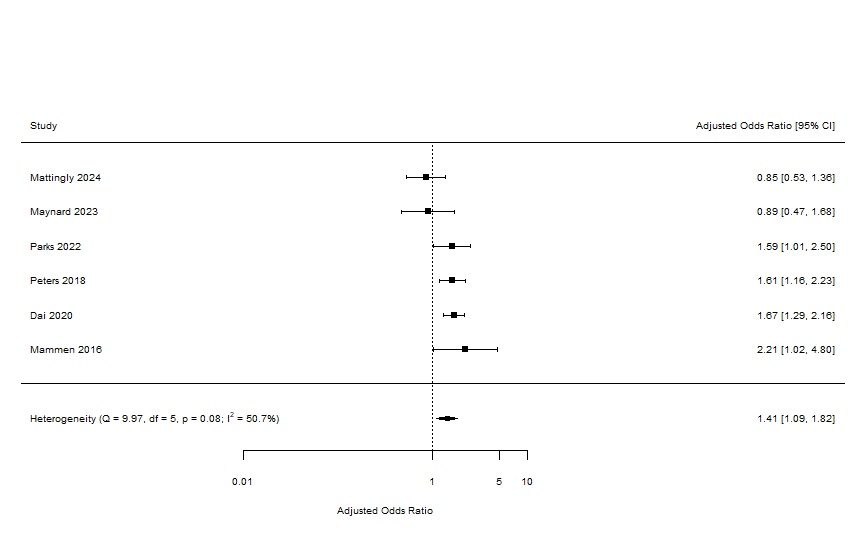 Study Adjusted Odds Ratio [95% CI]
Mattingly 2024 0.85 [0.53, 1.36]
Maynard 2023 0.89 [0.47, 1.68]
Parks 2022 1.59 [1.01, 2.50]
Peters 2018 1.61 [1.16, 2.23]
Dai 2020 1.67 [1.29, 2.16]
Mammen 2016 2.21 [1.02, 4.80]
Heterogeneity (Q = 9.97, df = 5, p = 0.08; I² = 50.7%) 1.41 [1.09, 1.82]
0.01 1 5 10
Adjusted Odds Ratio